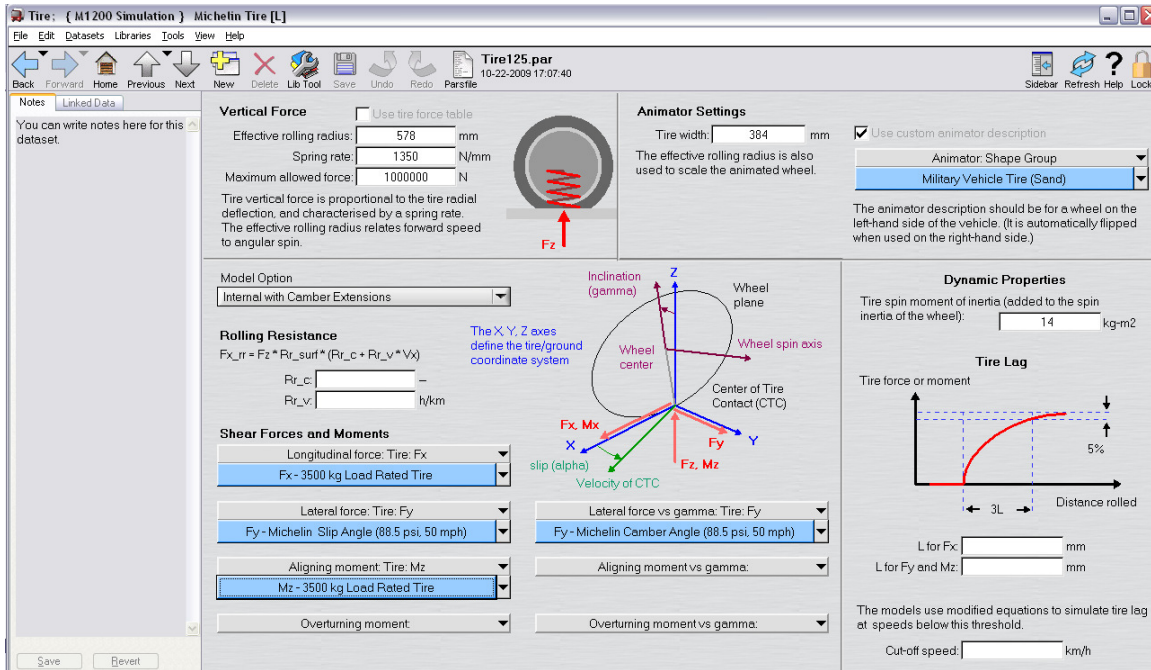 Tire; { M1200 Simulation } Michelin Tire [L]
File Edit Datasets Libraries Tools View Help
Back Forward Home Previous Next New Delete Lib Tool Save Undo Redo Parsfile
Tire125.par
10-22-2009 17:07:40
Sidebar Refresh Help Lock
Notes Linked Data
You can write notes here for this
dataset.
Save Revert
Vertical Force
Use tire force table
Effective rolling radius: 578 mm
Spring rate: 1350 N/mm
Maximum allowed force: 1000000 N
Tire vertical force is proportional to the tire radial
deflection, and characterised by a spring rate.
The effective rolling radius relates forward speed
to angular spin.
Fz
Animator Settings
Tire width: 384 mm
The effective rolling radius is also
used to scale the animated wheel.
Use custom animator description
Animator: Shape Group
Military Vehicle Tire (Sand)
The animator description should be for a wheel on the
left-hand side of the vehicle. (It is automatically flipped
when used on the right-hand side.)
Model Option
Internal with Camber Extensions
Rolling Resistance
Fx_rr = Fz * Rr_surf * (Rr_c + Rr_v * Vx)
Rr_c: –
Rr_v: h/km
The X, Y, Z axes
define the tire/ground
coordinate system
Inclination
(gamma)
Z
Wheel
plane
Wheel
center
Wheel spin axis
Center of Tire
Contact (CTC)
Fx, Mx
X
Fy
Y
slip (alpha)
Fz, Mz
Velocity of CTC
Shear Forces and Moments
Longitudinal force: Tire: Fx
Fx - 3500 kg Load Rated Tire
Lateral force: Tire: Fy
Fy - Michelin Slip Angle (88.5 psi, 50 mph)
Lateral force vs gamma: Tire: Fy
Fy - Michelin Camber Angle (88.5 psi, 50 mph)
Aligning moment: Tire: Mz
Mz - 3500 kg Load Rated Tire
Aligning moment vs gamma:
Overturning moment:
Overturning moment vs gamma:
Dynamic Properties
Tire spin moment of inertia (added to the spin
inertia of the wheel): 14 kg-m2
Tire Lag
Tire force or moment
5%
3L
Distance rolled
L for Fx: mm
L for Fy and Mz: mm
The models use modified equations to simulate tire lag
at speeds below this threshold.
Cut-off speed: km/h